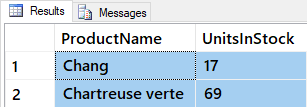 Results Messages
ProductName UnitsInStock
1 Chang 17
2 Chartreuse verte 69